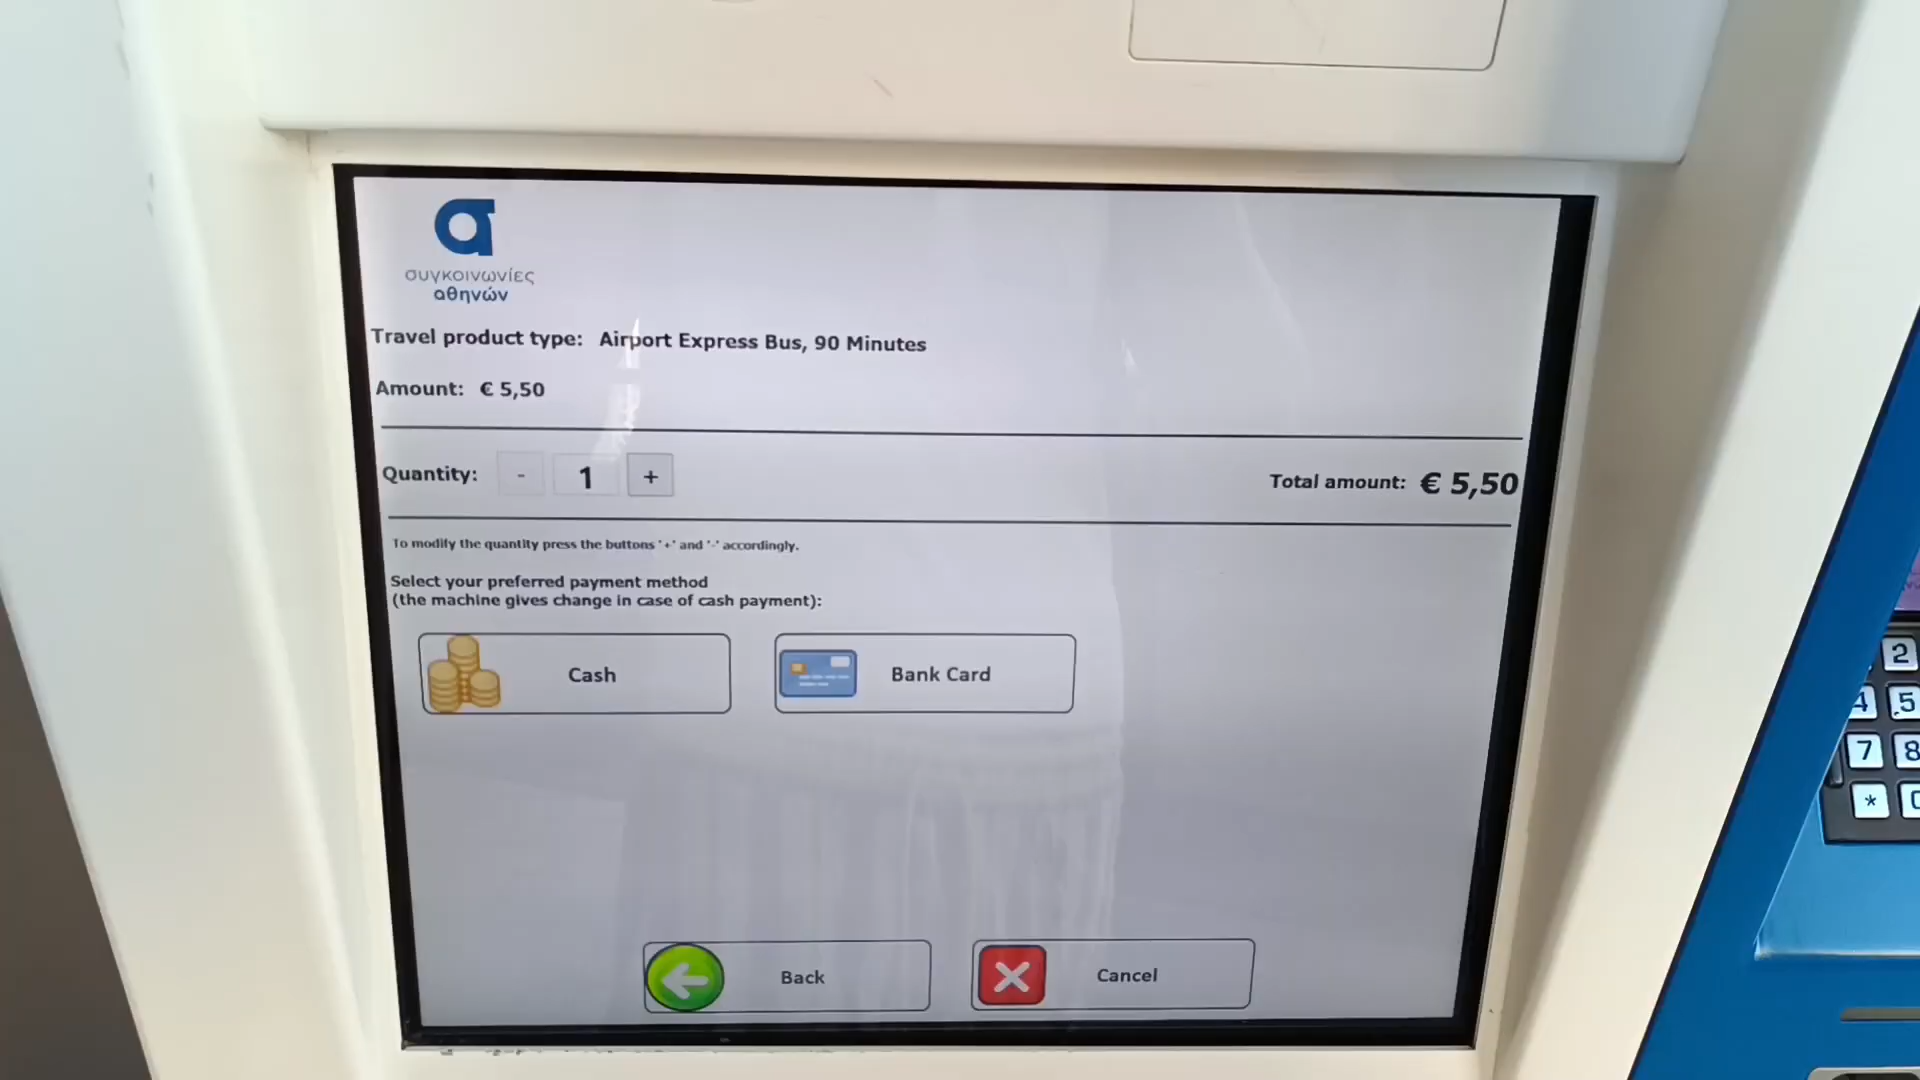 συγκοινωνίες
αθηνών
Travel product type: Airport Express Bus, 90 Minutes
Amount: € 5,50
Quantity: - 1 + Total amount: € 5,50
To modify the quantity press the buttons '+' and '-' accordingly.
Select your preferred payment method
(the machine gives change in case of cash payment):
Cash Bank Card
Back Cancel
2
4 5
7 8
*